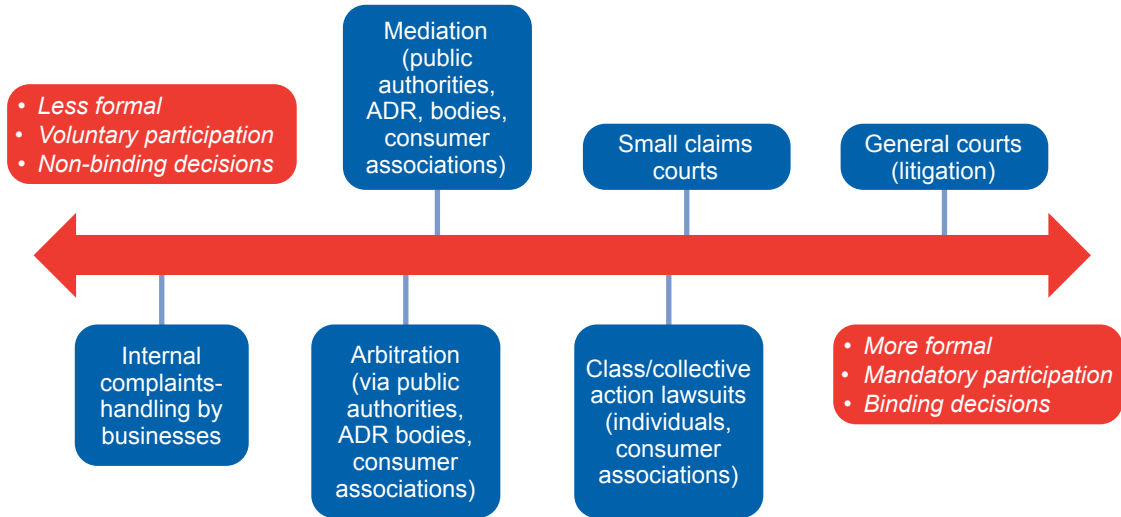 Mediation
(public
authorities,
ADR, bodies,
consumer
associations)
• Less formal
• Voluntary participation
• Non-binding decisions
Small claims
courts
General courts
(litigation)
Internal
complaints-
handling by
businesses
Arbitration
(via public
authorities,
ADR bodies,
consumer
associations)
Class/collective
action lawsuits
(individuals,
consumer
associations)
• More formal
• Mandatory participation
• Binding decisions